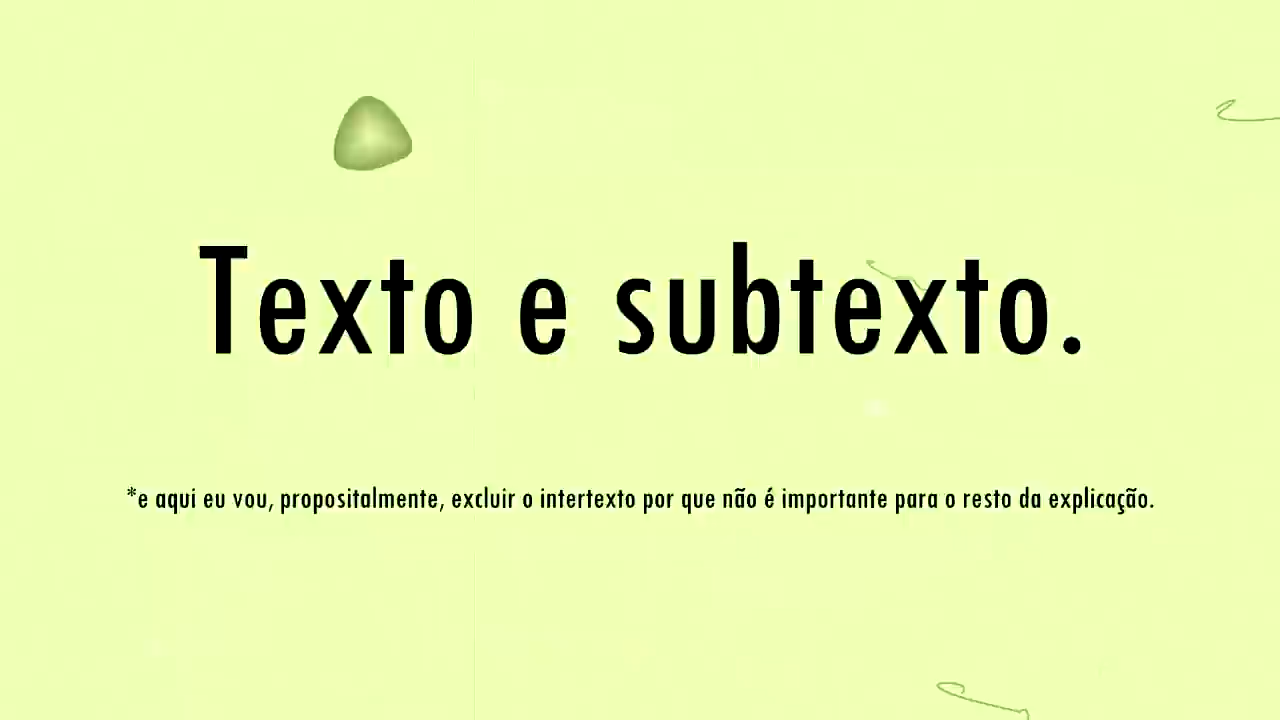 Texto e subtexto.
*e aqui eu vou, propositalmente, excluir o intertexto por que não é importante para o resto da explicação.